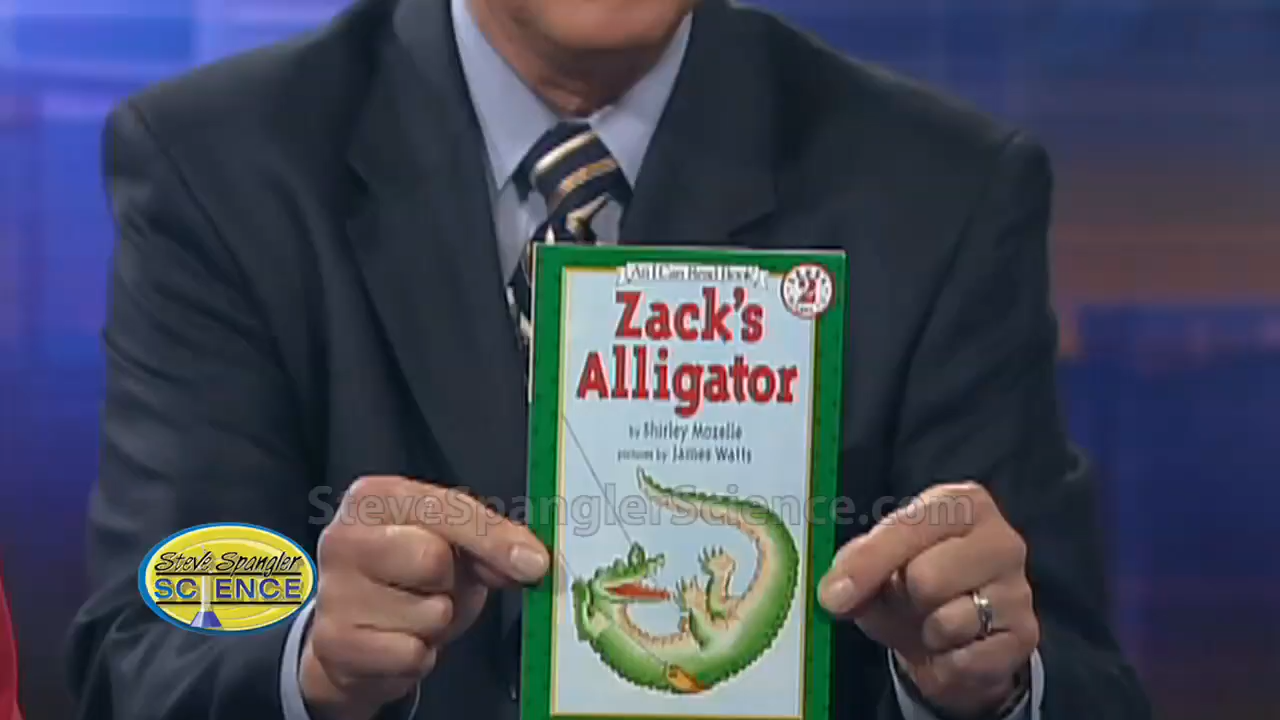 An I Can Read Book
2
Zack's
Alligator
by Shirley Mozelle
pictures by James Watts
SteveSpanglerScience.com
Steve Spangler
SCIENCE